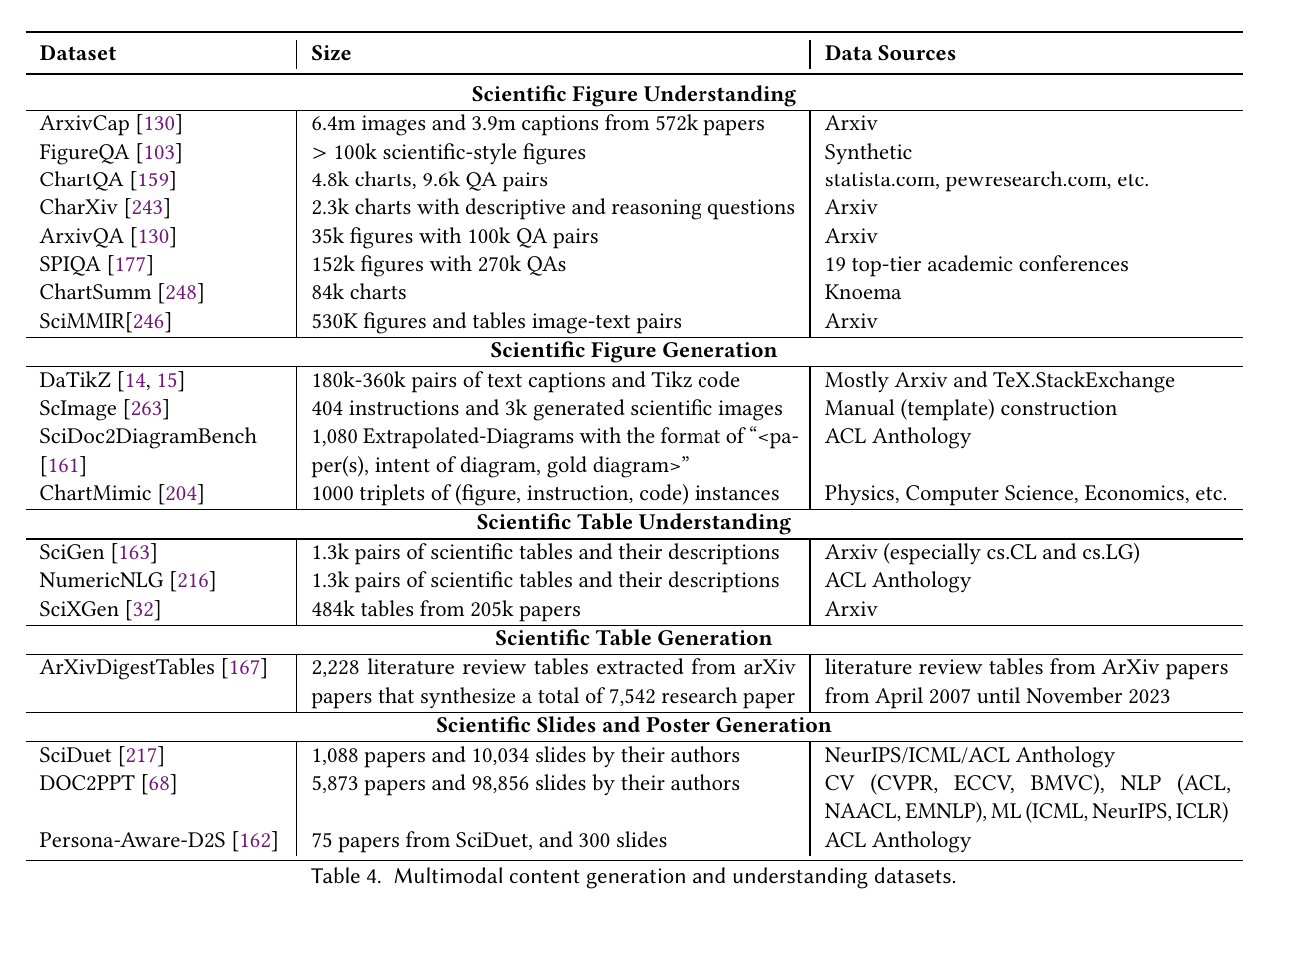 Dataset Size Data Sources
Scientific Figure Understanding
ArxivCap [130] 6.4m images and 3.9m captions from 572k papers Arxiv
FigureQA [103] > 100k scientific-style figures Synthetic
ChartQA [159] 4.8k charts, 9.6k QA pairs statista.com, pewresearch.com, etc.
CharXiv [243] 2.3k charts with descriptive and reasoning questions Arxiv
ArxivQA [130] 35k figures with 100k QA pairs Arxiv
SPIQA [177] 152k figures with 270k QAs 19 top-tier academic conferences
ChartSumm [248] 84k charts Knoema
SciMMIR[246] 530K figures and tables image-text pairs Arxiv
Scientific Figure Generation
DaTikZ [14, 15] 180k-360k pairs of text captions and Tikz code Mostly Arxiv and TeX.StackExchange
ScImage [263] 404 instructions and 3k generated scientific images Manual (template) construction
SciDoc2DiagramBench 1,080 Extrapolated-Diagrams with the format of “<pa- ACL Anthology
[161] per(s), intent of diagram, gold diagram>”
ChartMimic [204] 1000 triplets of (figure, instruction, code) instances Physics, Computer Science, Economics, etc.
Scientific Table Understanding
SciGen [163] 1.3k pairs of scientific tables and their descriptions Arxiv (especially cs.CL and cs.LG)
NumericNLG [216] 1.3k pairs of scientific tables and their descriptions ACL Anthology
SciXGen [32] 484k tables from 205k papers Arxiv
Scientific Table Generation
ArXivDigestTables [167] 2,228 literature review tables extracted from arXiv literature review tables from ArXiv papers
papers that synthesize a total of 7,542 research paper from April 2007 until November 2023
Scientific Slides and Poster Generation
SciDuet [217] 1,088 papers and 10,034 slides by their authors NeurIPS/ICML/ACL Anthology
DOC2PPT [68] 5,873 papers and 98,856 slides by their authors CV (CVPR, ECCV, BMVC), NLP (ACL,
NAACL, EMNLP), ML (ICML, NeurIPS, ICLR)
Persona-Aware-D2S [162] 75 papers from SciDuet, and 300 slides ACL Anthology
Table 4. Multimodal content generation and understanding datasets.